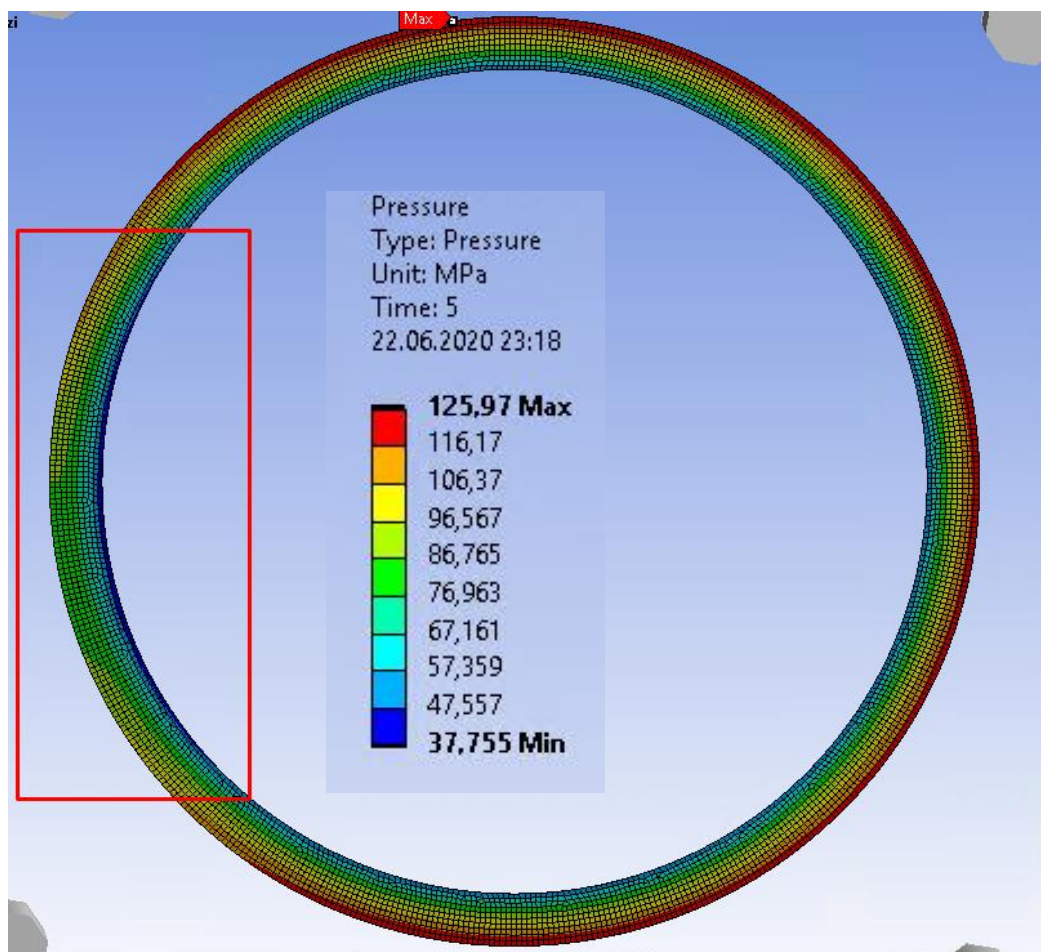 zi
Max
Pressure
Type: Pressure
Unit: MPa
Time: 5
22.06.2020 23:18
125,97 Max
116,17
106,37
96,567
86,765
76,963
67,161
57,359
47,557
37,755 Min